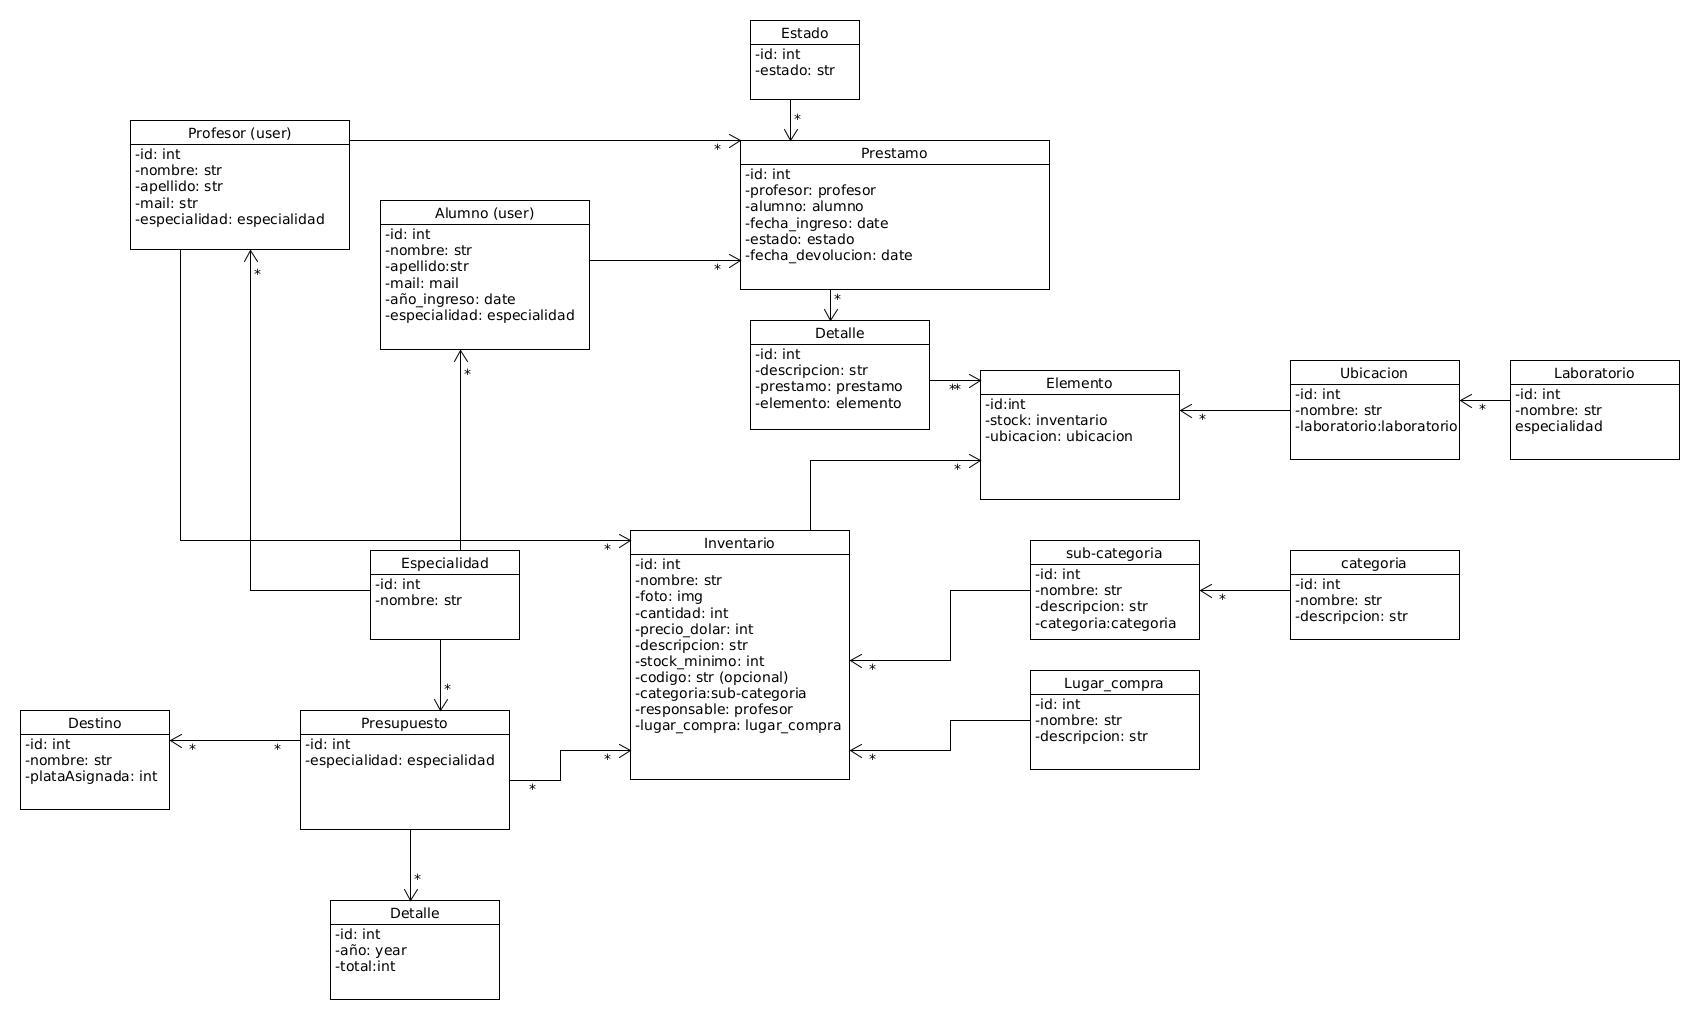 Estado
-id: int
-estado: str
*
Profesor (user)
-id: int
-nombre: str
-apellido: str
-mail: str
-especialidad: especialidad
*
*
Prestamo
-id: int
-profesor: profesor
-alumno: alumno
-fecha_ingreso: date
-estado: estado
-fecha_devolucion: date
Alumno (user)
-id: int
-nombre: str
-apellido:str
-mail: mail
-año_ingreso: date
-especialidad: especialidad
*
*
*
Detalle
-id: int
-descripcion: str
-prestamo: prestamo
-elemento: elemento
**
Elemento
-id:int
-stock: inventario
-ubicacion: ubicacion
*
*
Ubicacion
-id: int
-nombre: str
-laboratorio:laboratorio
*
Laboratorio
-id: int
-nombre: str
especialidad
Especialidad
-id: int
-nombre: str
*
*
Inventario
-id: int
-nombre: str
-foto: img
-cantidad: int
-precio_dolar: int
-descripcion: str
-stock_minimo: int
-codigo: str (opcional)
-categoria:sub-categoria
-responsable: profesor
-lugar_compra: lugar_compra
*
*
*
sub-categoria
-id: int
-nombre: str
-descripcion: str
-categoria:categoria
*
categoria
-id: int
-nombre: str
-descripcion: str
Lugar_compra
-id: int
-nombre: str
-descripcion: str
Destino
-id: int
-nombre: str
-plataAsignada: int
*
*
Presupuesto
-id: int
-especialidad: especialidad
*
*
Detalle
-id: int
-año: year
-total:int